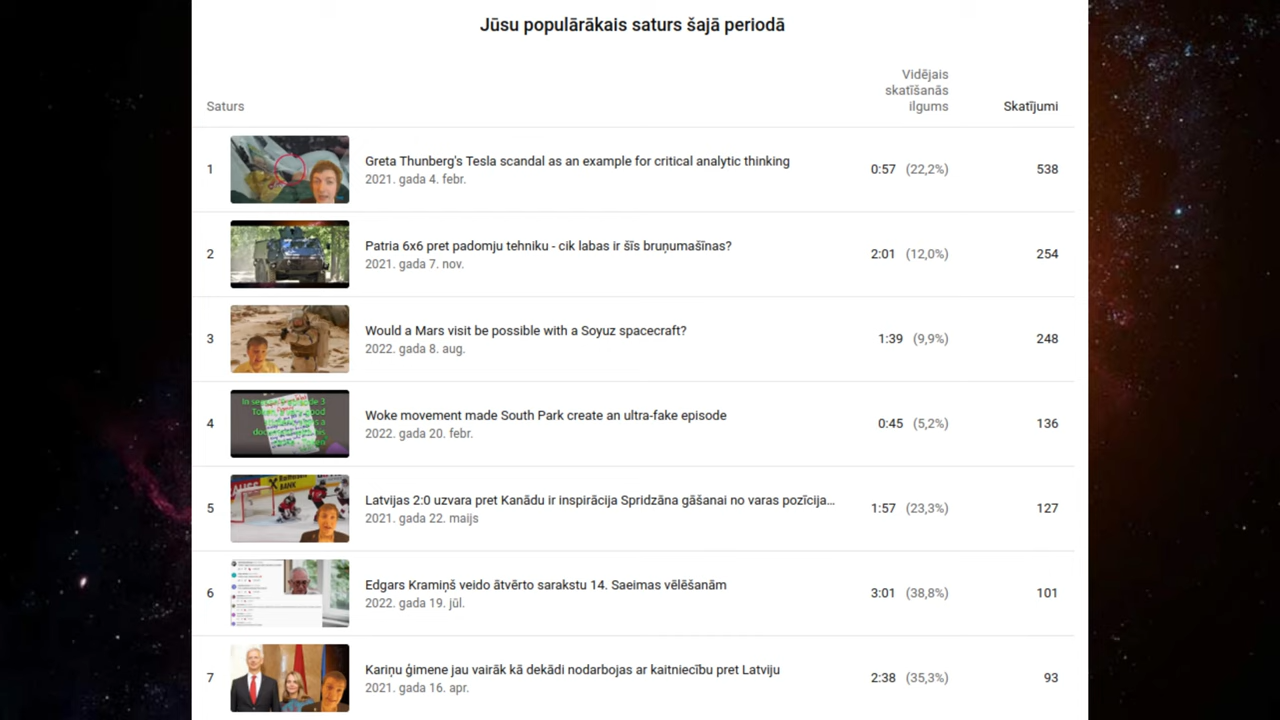 Jūsu populārākais saturs šajā periodā
Saturs
Vidējais
skatīšanās
ilgums
Skatījumi
1
Greta Thunberg's Tesla scandal as an example for critical analytic thinking
2021. gada 4. febr.
0:57 (22,2%)
538
2
Patria 6x6 pret padomju tehniku - cik labas ir šīs bruņumašīnas?
2021. gada 7. nov.
2:01 (12,0%)
254
3
Would a Mars visit be possible with a Soyuz spacecraft?
2022. gada 8. aug.
1:39 (9,9%)
248
4
In se
3
Woke movement made South Park create an ultra-fake episode
2022. gada 20. febr.
0:45 (5,2%)
136
5
BANK
Latvijas 2:0 uzvara pret Kanādu ir inspirācija Spridzāna gāšanai no varas pozīcija...
2021. gada 22. maijs
1:57 (23,3%)
127
6
Edgars Kramiņš veido atvērto sarakstu 14. Saeimas vēlēšanām
2022. gada 19. jūl.
3:01 (38,8%)
101
7
Kariņu ģimene jau vairāk kā dekādi nodarbojas ar kaitniecību pret Latviju
2021. gada 16. apr.
2:38 (35,3%)
93